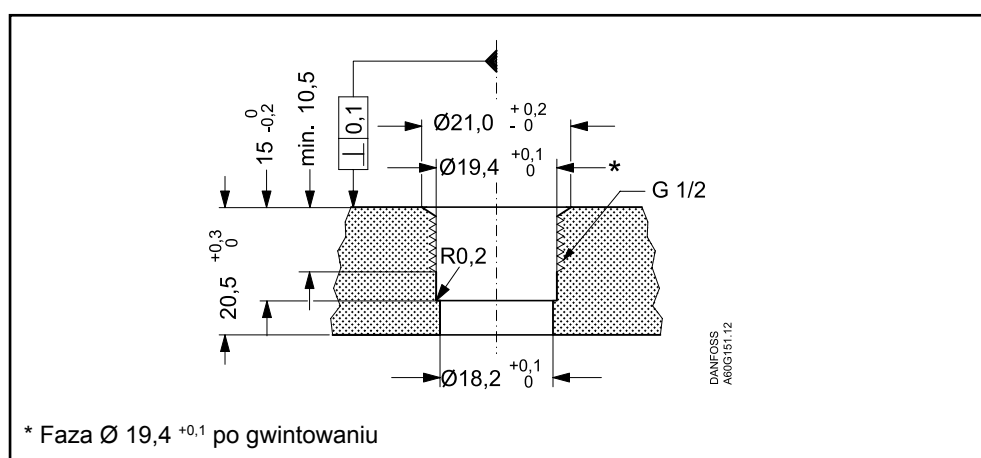 Ø21,0 + 0,2 - 0
Ø19,4 +0,1 0 *
G 1/2
⊥ 0,1
min. 10,5
15 0 -0,2
20,5 +0,3 0
R0,2
Ø18,2 +0,1 0
DANFOSS
A60G151.12
* Faza Ø 19,4 +0,1 po gwintowaniu